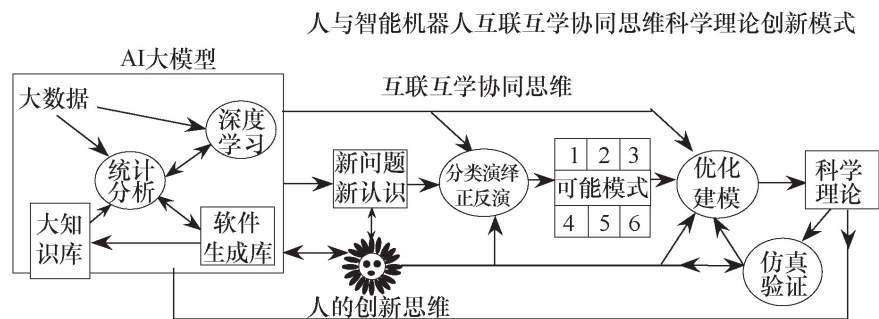 人与智能机器人互联互学协同思维科学理论创新模式
AI大模型
互联互学协同思维
大数据
深度
学习
统计
分析
大知
识库
软件
生成库
新问题
新认识
分类演绎
正反演
1 2 3
可能模式
4 5 6
优化
建模
科学
理论
仿真
验证
人的创新思维